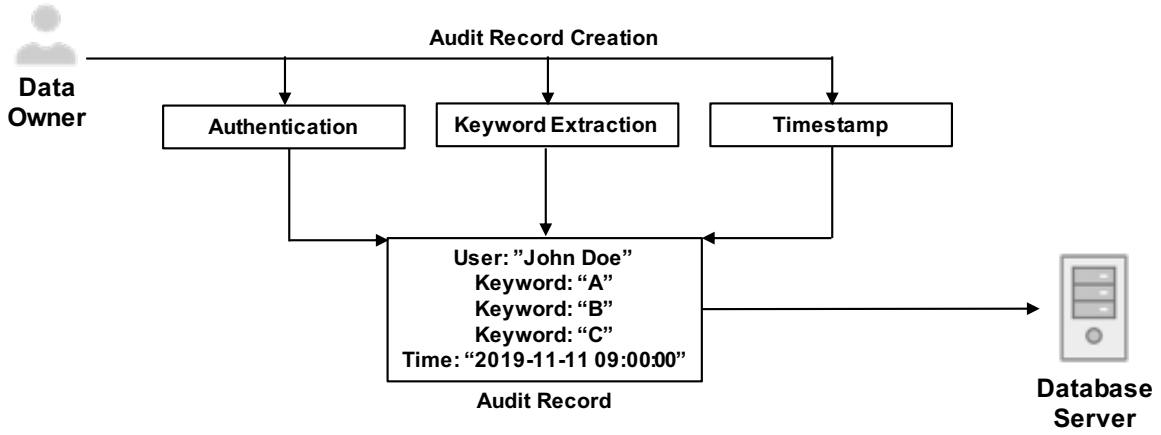 Audit Record Creation
Data
Owner
Authentication
Keyword Extraction
Timestamp
User:”John Doe”
Keyword:“A”
Keyword:“B”
Keyword:“C”
Time:“2019-11-11 09:00:00”
Audit Record
Database
Server